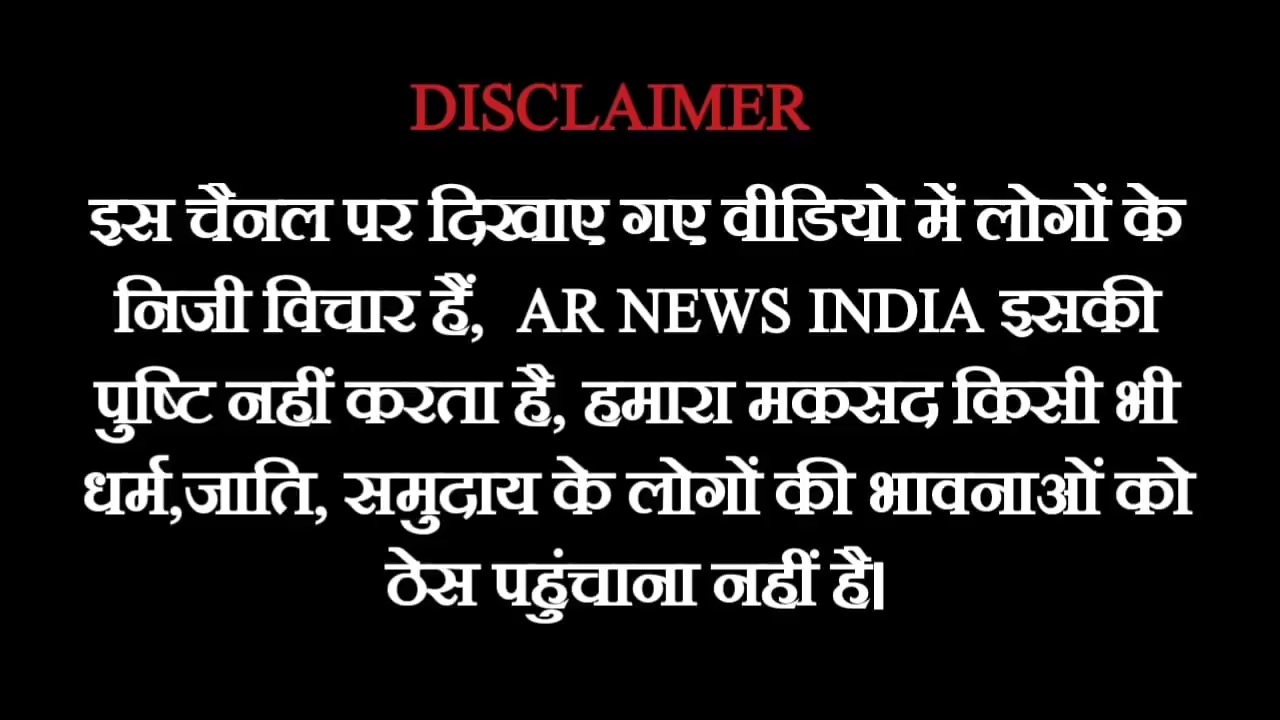 DISCLAIMER
इस चैनल पर दिखाए गए वीडियो में लोगों के
निजी विचार हैं, AR NEWS INDIA इसकी
पुष्टि नहीं करता है, हमारा मकसद किसी भी
धर्म,जाति, समुदाय के लोगों की भावनाओं को
ठेस पहुंचाना नहीं है।